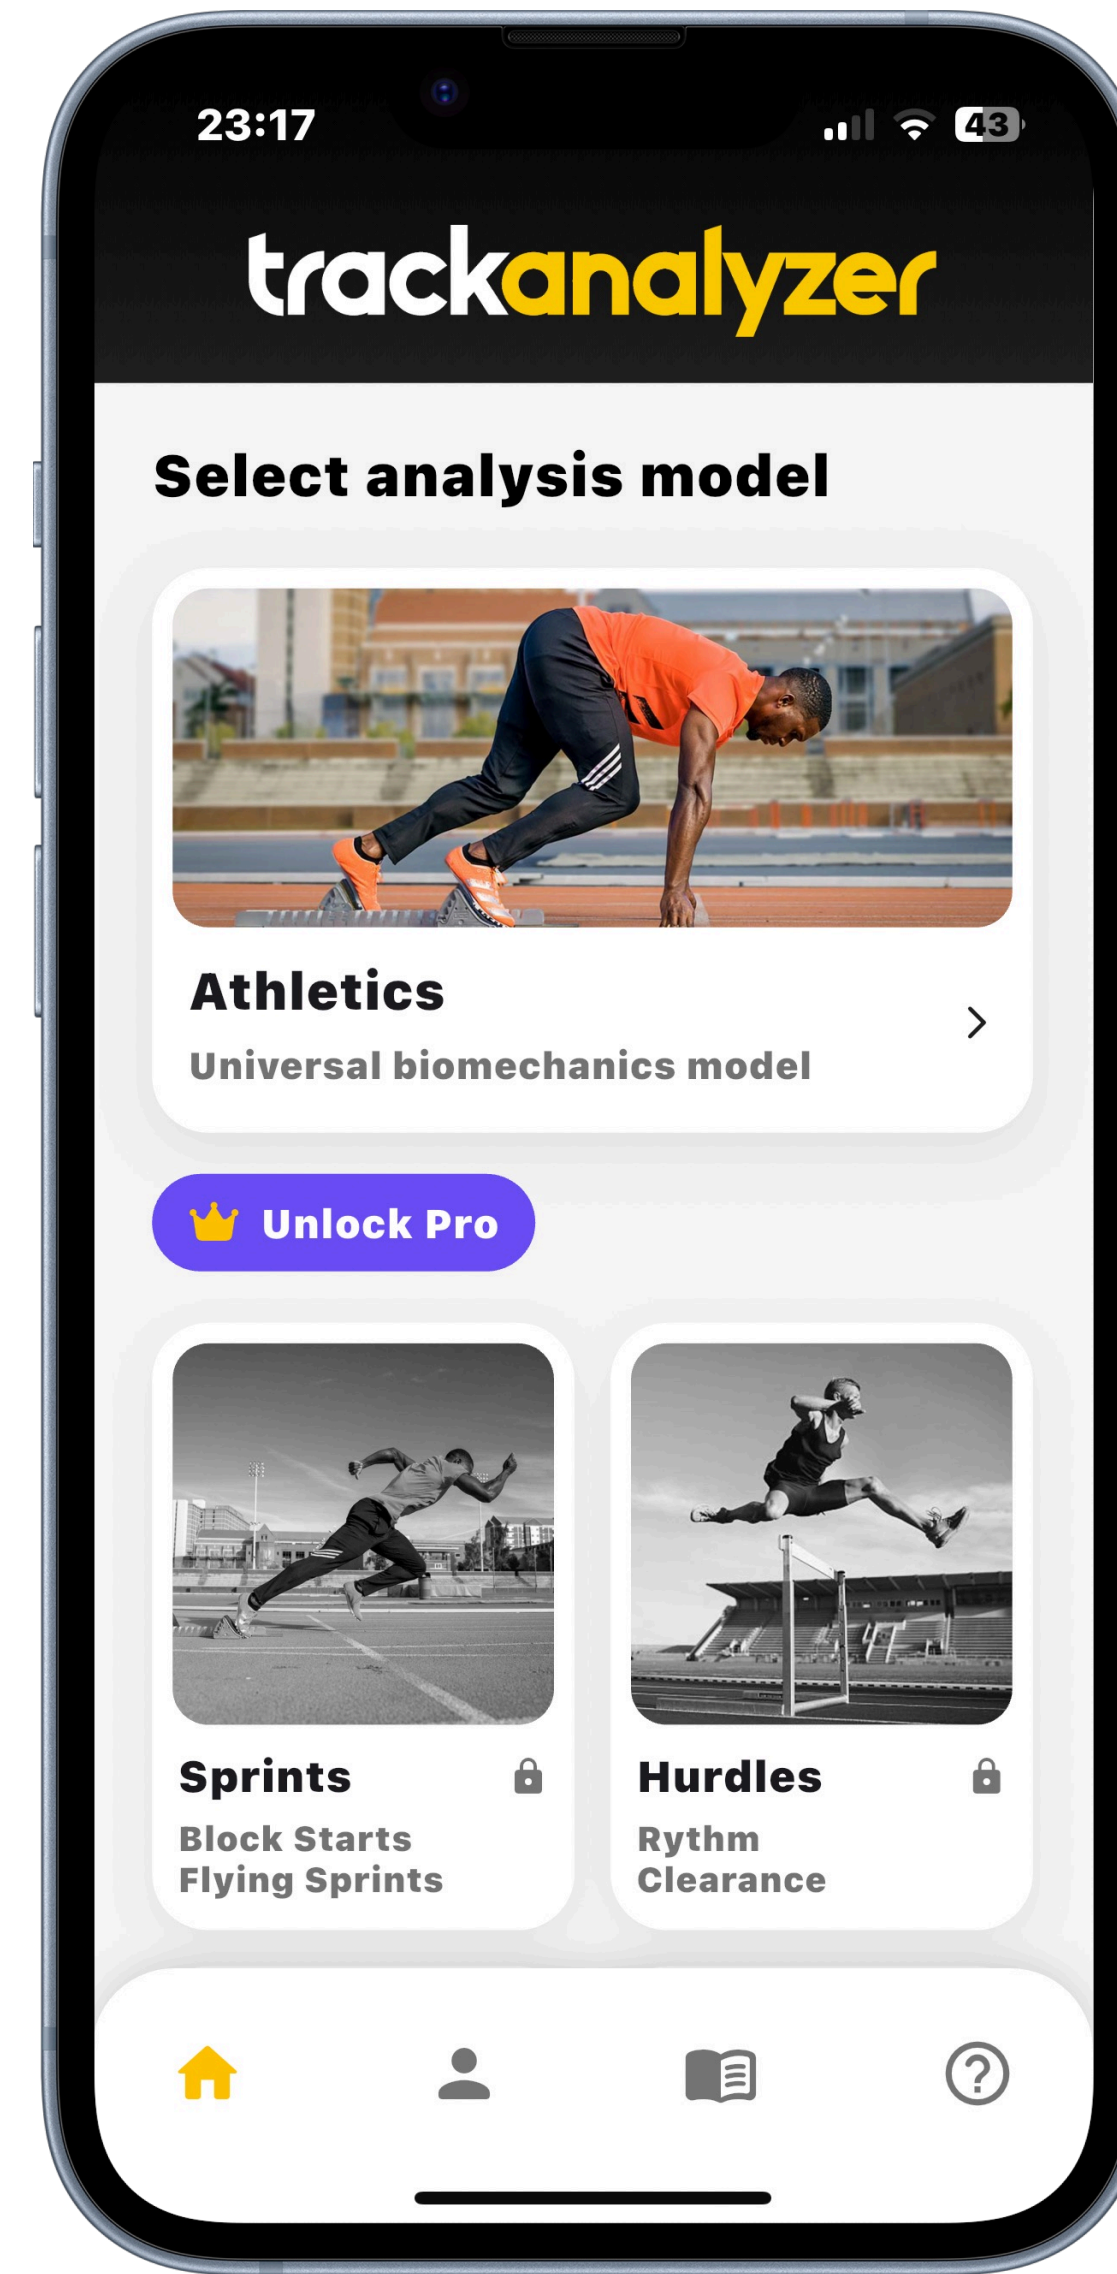 23:17
43
trackanalyzer
Select analysis model
Athletics
Universal biomechanics model
Unlock Pro
Sprints
Block Starts
Flying Sprints
Hurdles
Rythm
Clearance